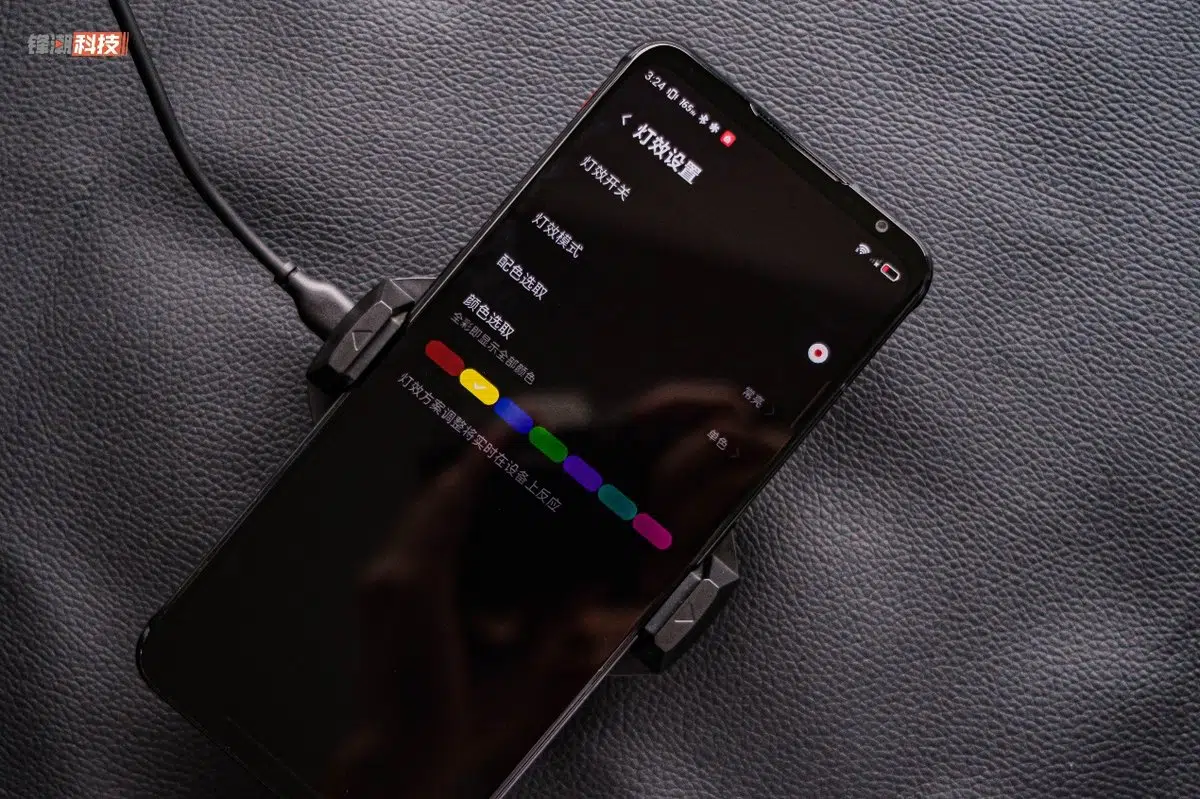 锋潮科技
3:24 165Hz
灯效设置
灯效开关
灯效模式
常亮
配色选取
单色
颜色选取
全彩即显示全部颜色
灯效方案调整将实时在设备上反应